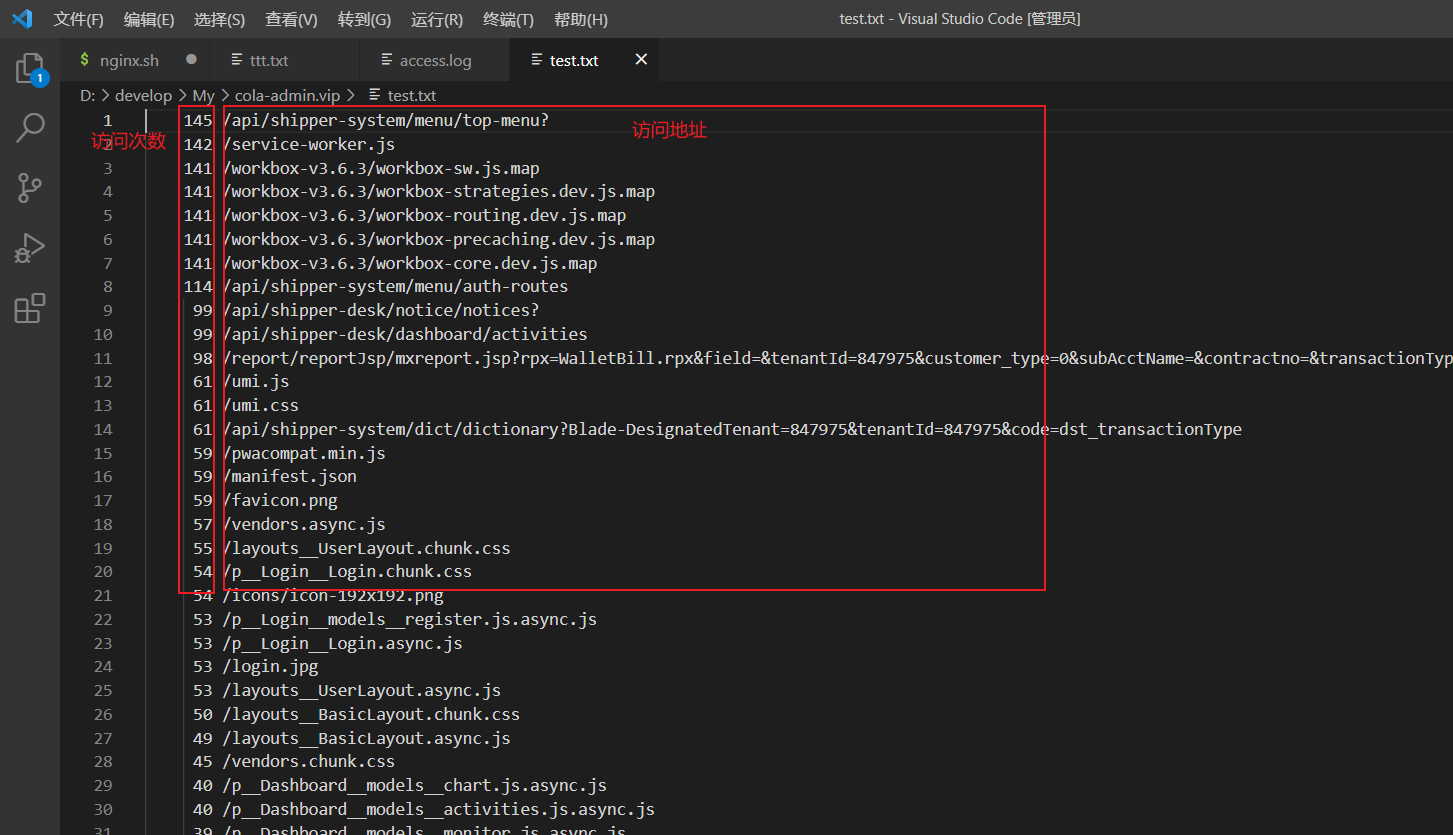 文件(F) 编辑(E) 选择(S) 查看(V) 转到(G) 运行(R) 终端(T) 帮助(H) test.txt - Visual Studio Code [管理员]
$ nginx.sh ttt.txt access.log test.txt
1
D: > develop > My > cola-admin.vip > test.txt
1 145 /api/shipper-system/menu/top-menu?
访问次数 访问地址
2 142 /service-worker.js
3 141 /workbox-v3.6.3/workbox-sw.js.map
4 141 /workbox-v3.6.3/workbox-strategies.dev.js.map
5 141 /workbox-v3.6.3/workbox-routing.dev.js.map
6 141 /workbox-v3.6.3/workbox-precaching.dev.js.map
7 141 /workbox-v3.6.3/workbox-core.dev.js.map
8 114 /api/shipper-system/menu/auth-routes
9 99 /api/shipper-desk/notice/notices?
10 99 /api/shipper-desk/dashboard/activities
11 98 /report/reportJsp/mxreport.jsp?rpx=WalletBill.rpx&field=&tenantId=847975&customer_type=0&subAcctName=&contractno=&transactionTyp
12 61 /umi.js
13 61 /umi.css
14 61 /api/shipper-system/dict/dictionary?Blade-DesignatedTenant=847975&tenantId=847975&code=dst_transactionType
15 59 /pwacompat.min.js
16 59 /manifest.json
17 59 /favicon.png
18 57 /vendors.async.js
19 55 /layouts__UserLayout.chunk.css
20 54 /p__Login__Login.chunk.css
21 54 /icons/icon-192x192.png
22 53 /p__Login__models__register.js.async.js
23 53 /p__Login__Login.async.js
24 53 /login.jpg
25 53 /layouts__UserLayout.async.js
26 50 /layouts__BasicLayout.chunk.css
27 49 /layouts__BasicLayout.async.js
28 45 /vendors.chunk.css
29 40 /p__Dashboard__models__chart.js.async.js
30 40 /p__Dashboard__models__activities.js.async.js
31 39 /p__Dashboard__models__monitor.js.async.js